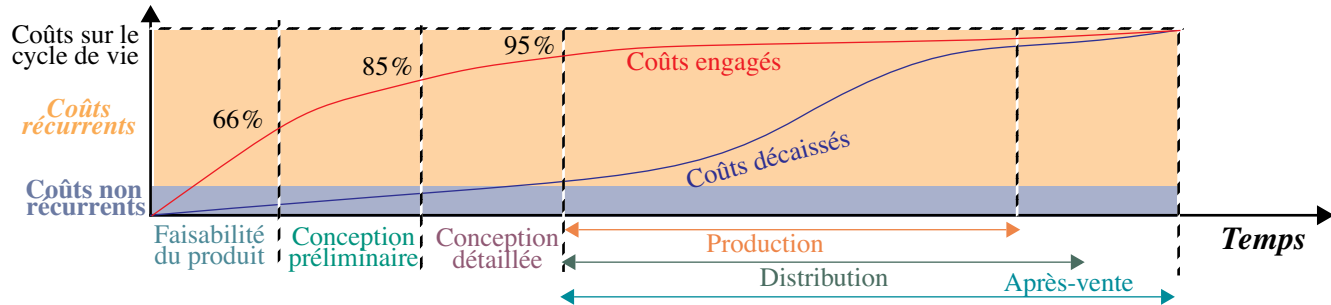 Coûts sur le
cycle de vie
Coûts
récurrents
Coûts non
récurrents
66%
85%
95%
Coûts engagés
Coûts décaissés
Faisabilité
du produit
Conception
préliminaire
Conception
détaillée
Production
Distribution
Après-vente
Temps